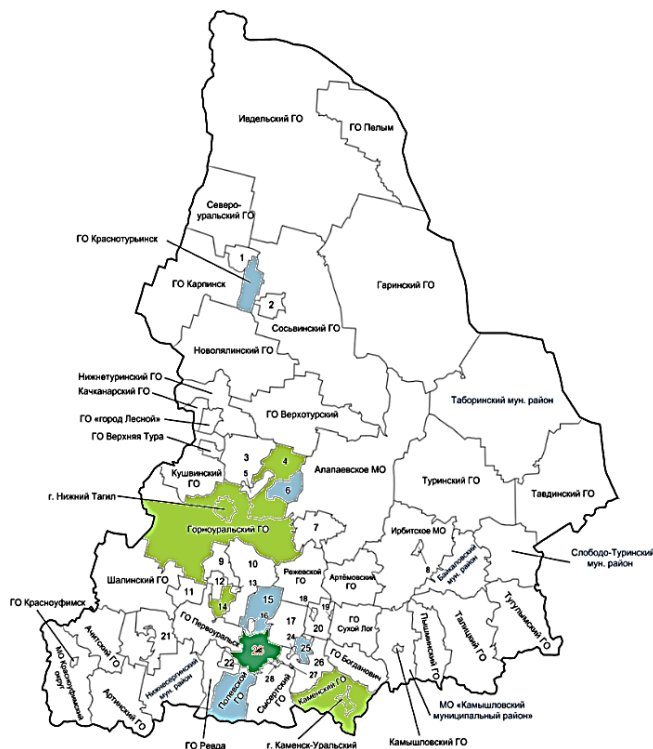 Ивдельский ГО
ГО Пелым
Северо-
уральский ГО
ГО Краснотурьинск
1
ГО Карпинск
Гаринский ГО
2
Сосьвинский ГО
Новолялинский ГО
Нижнетуринский ГО
Качканарский ГО
ГО Верхотурский
Таборинский мун. район
ГО «город Лесной»
ГО Верхняя Тура
3
4
Алапаевское МО
Кушвинский
ГО
5
6
Туринский ГО
Тавдинский ГО
г. Нижний Тагил
Горноуральский ГО
7
Ирбитское МО
Слободо-Туринский
мун. район
8
Байкаловский
мун. район
Шалинский ГО
9
10
Режевской
ГО
Артёмовский
ГО
11
12
13
14
15
16
17
18
19
20
ГО Красноуфимск
ГО Первоуральск
ГО
Сухой Лог
Пышминский ГО
Талицкий ГО
Тугулымский ГО
Ачитский ГО
21
24
25
МО Красноуфимский
округ
Артинский ГО
Нижнесергинский
мун. район
22
26
27
28
ГО Богданович
Полевской
ГО
Сысертский
ГО
Каменский ГО
МО «Камышловский
муниципальный район»
ГО Ревда
г. Каменск-Уральский
Камышловский ГО